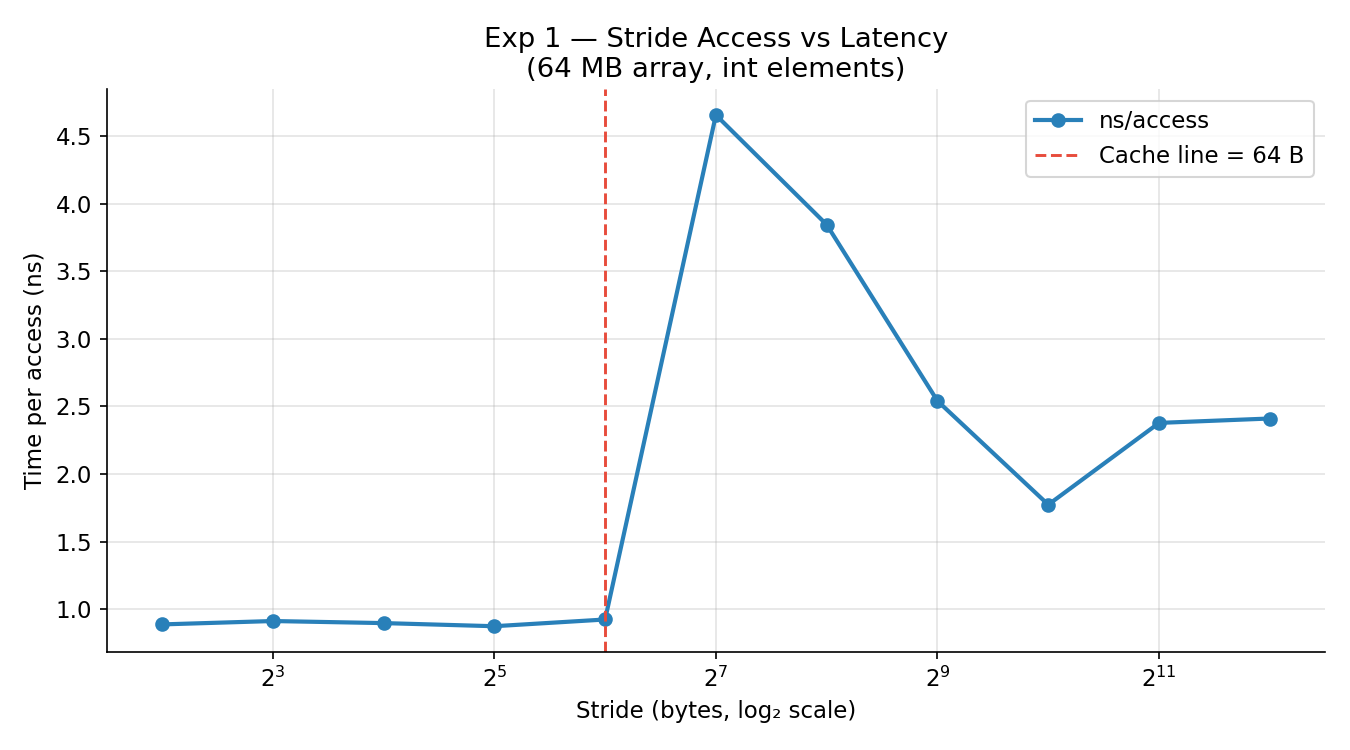 Exp 1 — Stride Access vs Latency
(64 MB array, int elements)
ns/access
Cache line = 64 B
4.5
4.0
3.5
3.0
2.5
2.0
1.5
1.0
Time per access (ns)
2³ 2⁵ 2⁷ 2⁹ 2¹¹
Stride (bytes, log₂ scale)